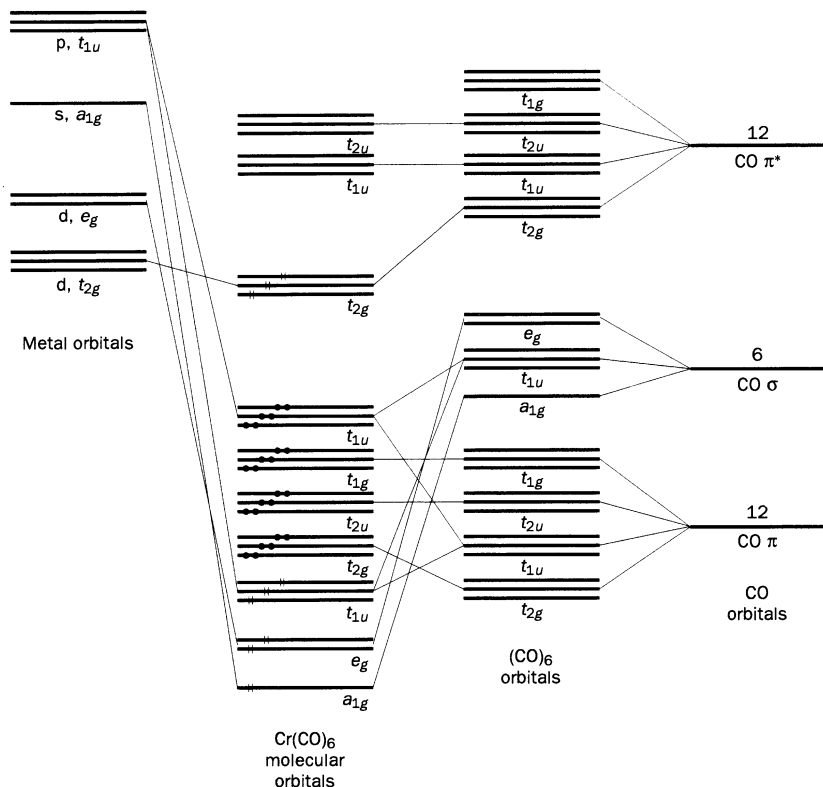 p, t1u
s, a1g
d, eg
d, t2g
Metal orbitals
t2u
t1u
t2g
t1u
t1g
t2u
t2g
t1u
eg
a1g
Cr(CO)6
molecular
orbitals
t1g
t2u
t1u
t2g
eg
t1u
a1g
t1g
t2u
t1u
t2g
(CO)6
orbitals
12
CO π*
6
CO σ
12
CO π
CO
orbitals